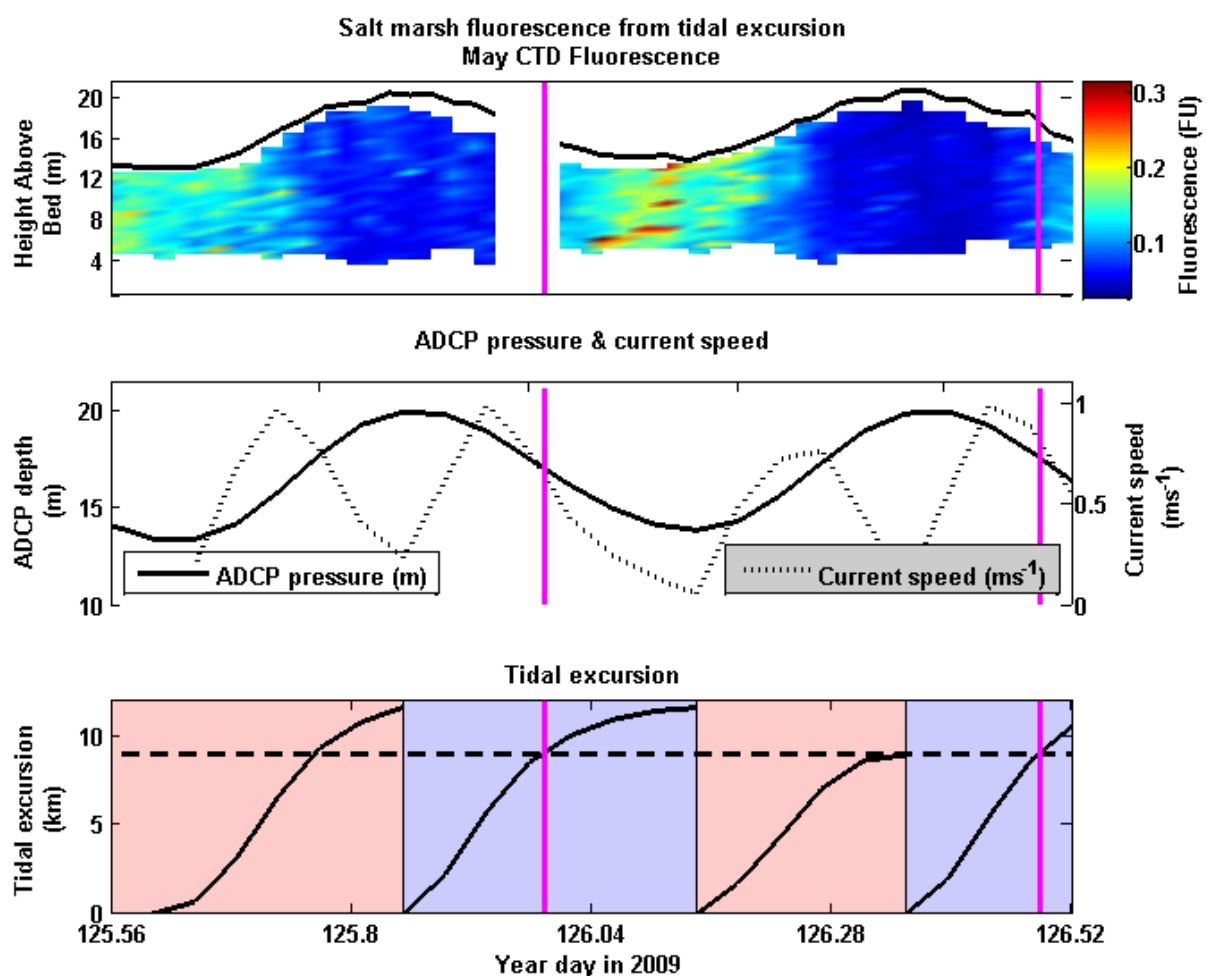 Salt marsh fluorescence from tidal excursion
May CTD Fluorescence
20
16
12
8
4
Height Above
Bed (m)
0.3
0.2
0.1
Fluorescence (FU)
ADCP pressure & current speed
20
15
10
ADCP depth
(m)
1
0.5
0
Current speed
(ms⁻¹)
ADCP pressure (m)
Current speed (ms⁻¹)
Tidal excursion
10
5
0
Tidal excursion
(km)
125.56 125.8 126.04 126.28 126.52
Year day in 2009